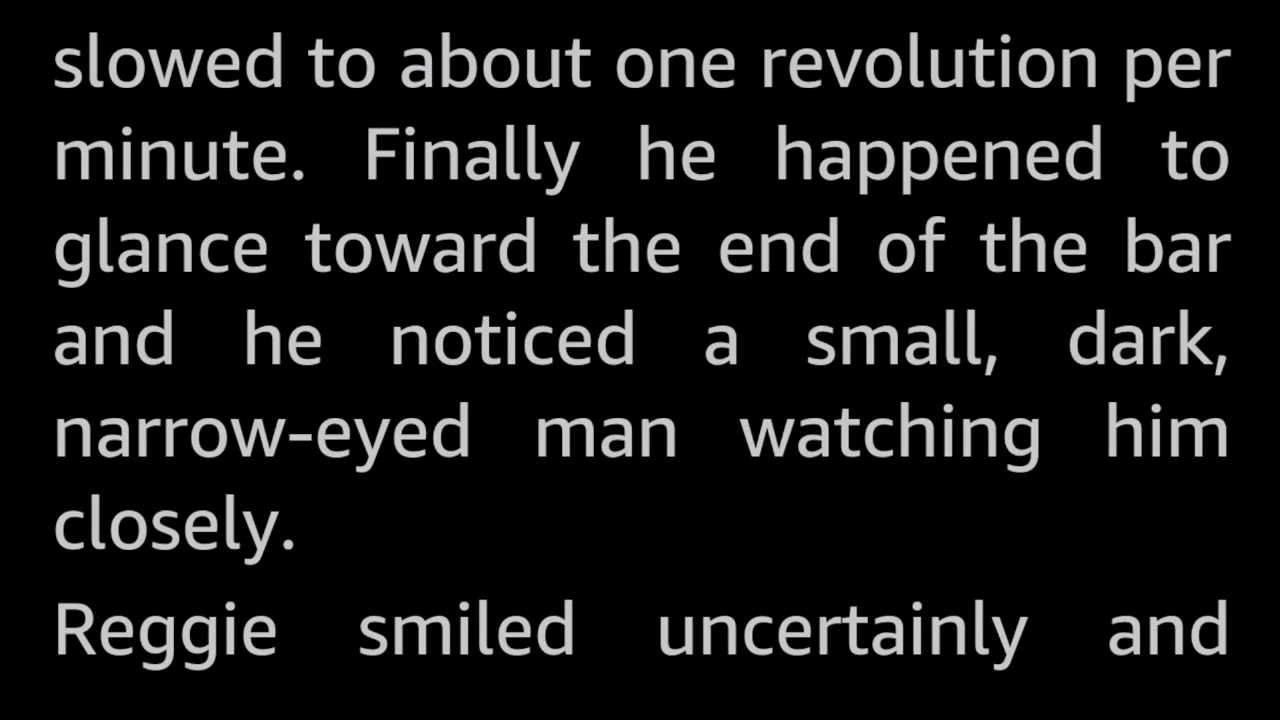 slowed to about one revolution per
minute. Finally he happened to
glance toward the end of the bar
and he noticed a small, dark,
narrow-eyed man watching him
closely.
Reggie smiled uncertainly and